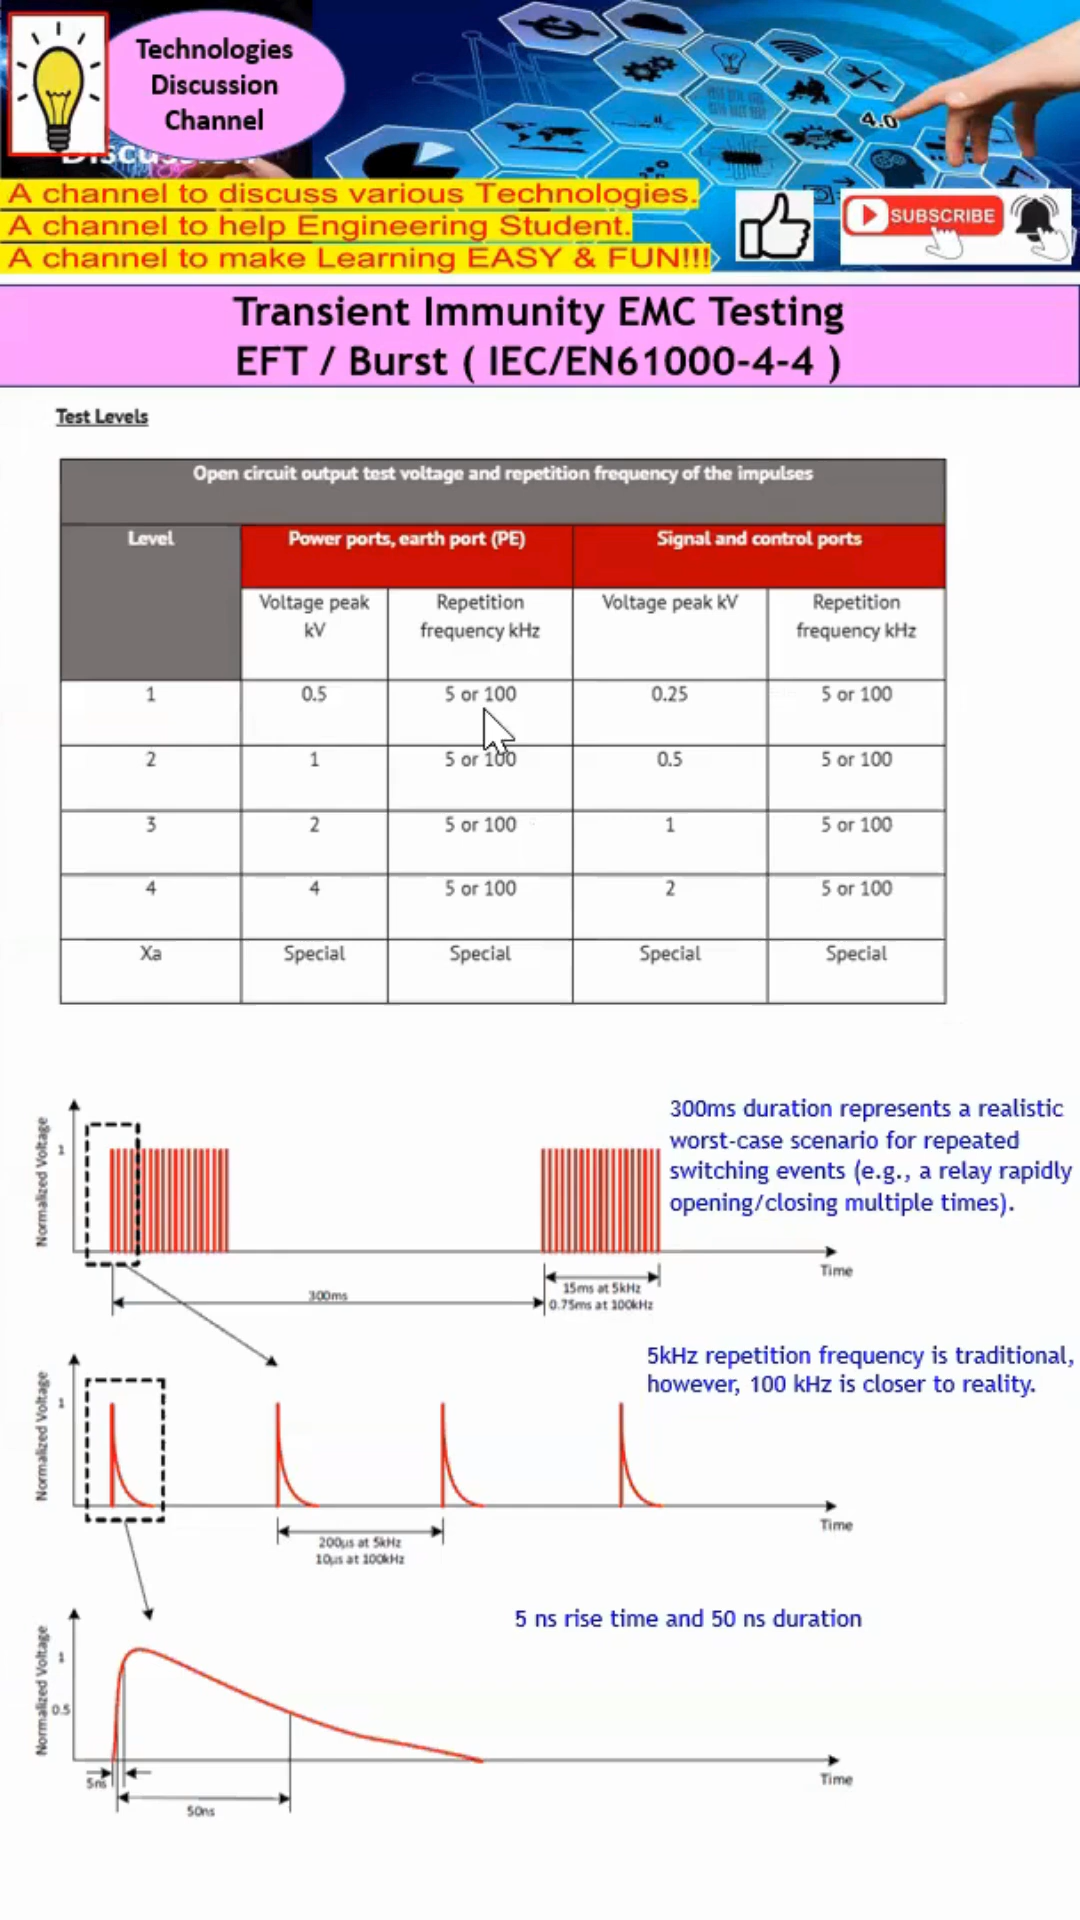 Technologies
Discussion
Channel
Discussion
4.0
A channel to discuss various Technologies.
A channel to help Engineering Student.
A channel to make Learning EASY & FUN!!!
SUBSCRIBE
Transient Immunity EMC Testing
EFT / Burst ( IEC/EN61000-4-4 )
Test Levels
Open circuit output test voltage and repetition frequency of the impulses
Level Power ports, earth port (PE) Signal and control ports
Voltage peak kV Repetition frequency kHz Voltage peak kV Repetition frequency kHz
1 0.5 5 or 100 0.25 5 or 100
2 1 5 or 100 0.5 5 or 100
3 2 5 or 100 1 5 or 100
4 4 5 or 100 2 5 or 100
Xa Special Special Special Special
300ms duration represents a realistic
worst-case scenario for repeated
switching events (e.g., a relay rapidly
opening/closing multiple times).
Normalized Voltage
1
Time
300ms
15ms at 5kHz
0.75ms at 100kHz
5kHz repetition frequency is traditional,
however, 100 kHz is closer to reality.
Normalized Voltage
1
Time
200µs at 5kHz
10µs at 100kHz
5 ns rise time and 50 ns duration
Normalized Voltage
1
0.5
Time
5ns
50ns